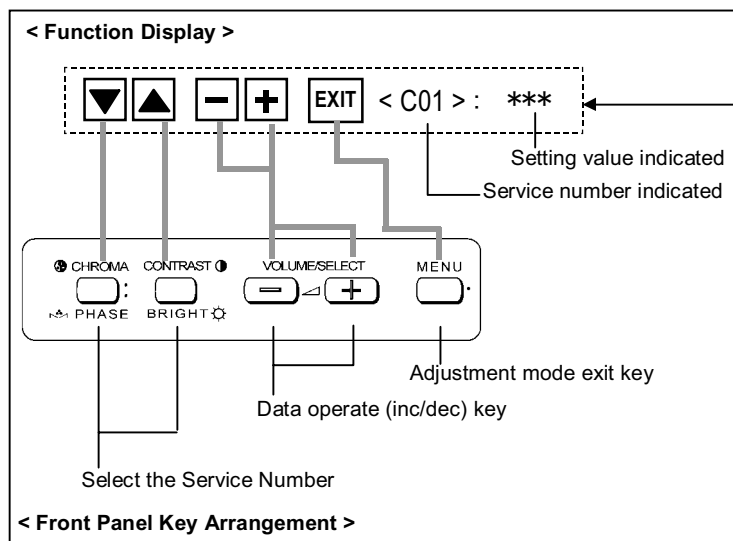 < Function Display >
EXIT < C01 > : ***
Setting value indicated
Service number indicated
CHROMA CONTRAST VOLUME/SELECT MENU
:
PHASE BRIGHT
Adjustment mode exit key
Data operate (inc/dec) key
Select the Service Number
< Front Panel Key Arrangement >